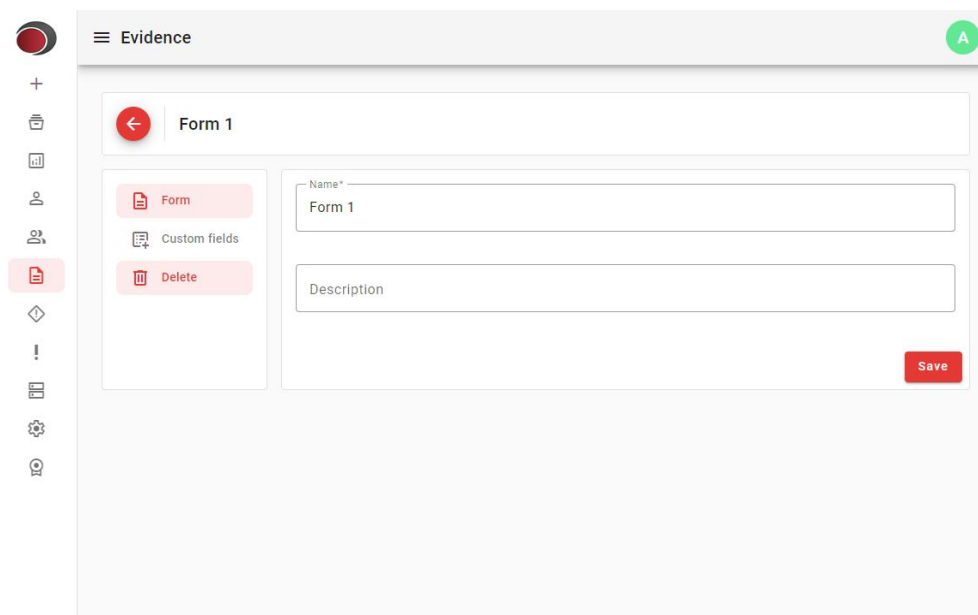 Evidence
A
Form 1
Form
Custom fields
Delete
Name*
Form 1
Description
Save